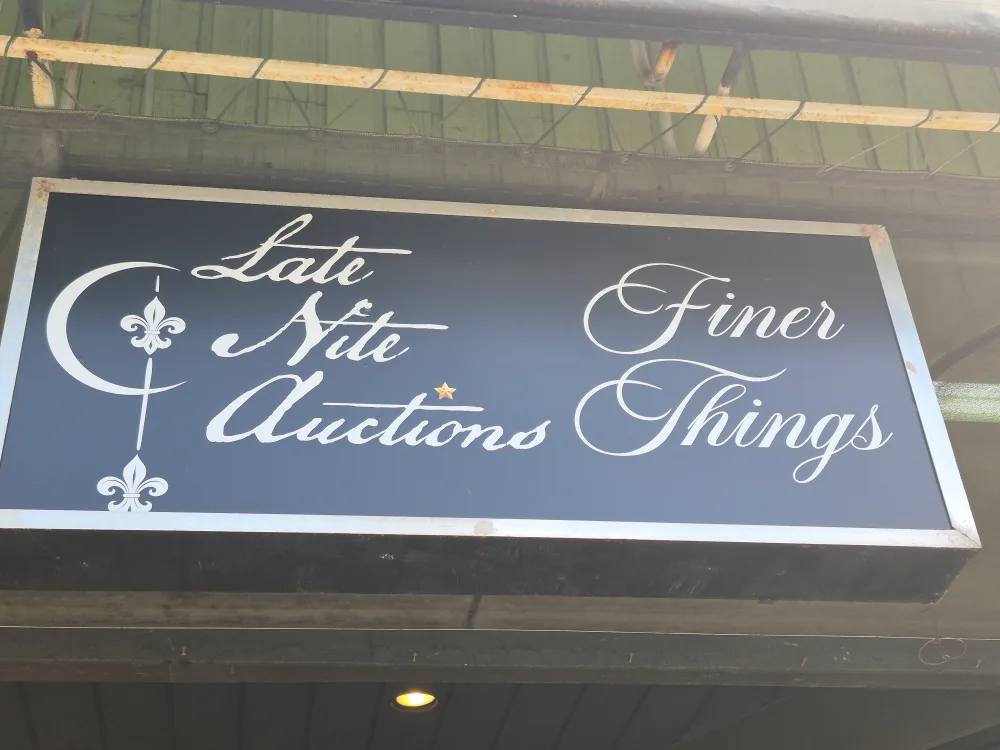 Late
Nite
Auctions
Finer
Things